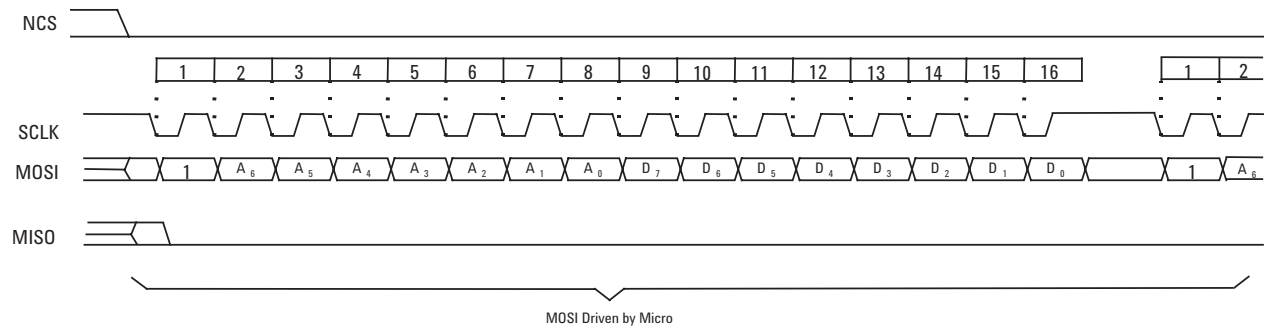 NCS
1 2 3 4 5 6 7 8 9 10 11 12 13 14 15 16 1 2
SCLK
MOSI 1 A6 A5 A4 A3 A2 A1 A0 D7 D6 D5 D4 D3 D2 D1 D0 1 A6
MISO
MOSI Driven by Micro